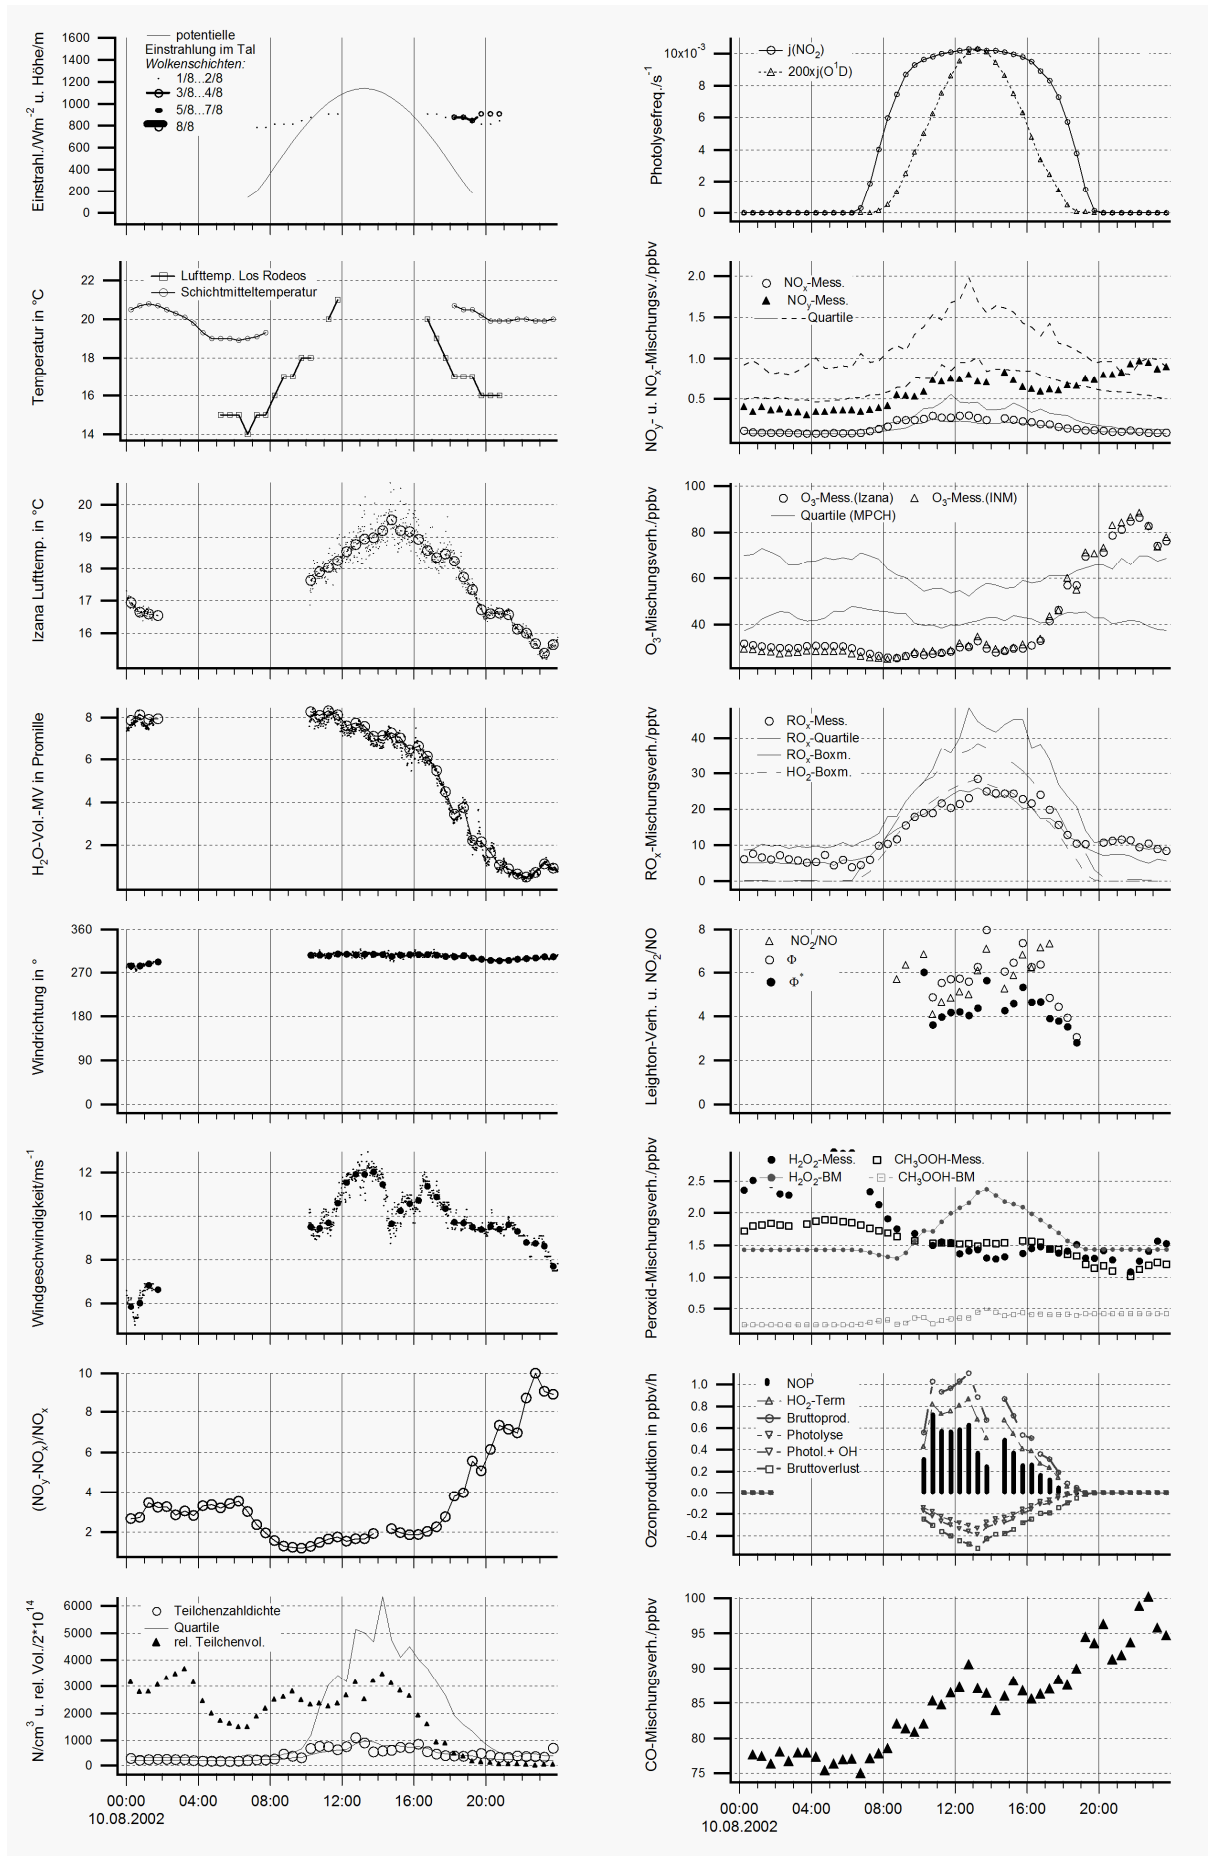 Einstrahl./Wm-2 u. Höhe/m
1600
1400
1200
1000
800
600
400
200
0
potentielle
Einstrahlung im Tal
Wolkenschichten:
1/8...2/8
3/8...4/8
5/8...7/8
8/8
Temperatur in °C
22
20
18
16
14
Lufttemp. Los Rodeos
Schichtmitteltemperatur
Izana Lufttemp. in °C
20
19
18
17
16
H2O-Vol.-MV in Promille
8
6
4
2
Windrichtung in °
360
270
180
90
0
Windgeschwindigkeit/ms-1
12
10
8
6
(NOy-NOx)/NOx
10
8
6
4
2
N/cm3 u. rel. Vol./2*10^14
6000
5000
4000
3000
2000
1000
0
Teilchenzahldichte
Quartile
rel. Teilchenvol.
00:00 04:00 08:00 12:00 16:00 20:00
10.08.2002
Photolysefreq./s-1
10x10-3
8
6
4
2
0
j(NO2)
200xj(O1D)
NOy- u. NOx-Mischungsv./ppbv
2.0
1.5
1.0
0.5
NOx-Mess.
NOy-Mess.
Quartile
O3-Mischungsverh./ppbv
100
80
60
40
O3-Mess.(Izana) O3-Mess.(INM)
Quartile (MPCH)
ROx-Mischungsverh./pptv
40
30
20
10
0
ROx-Mess.
ROx-Quartile
ROx-Boxm.
HO2-Boxm.
Leighton-Verh. u. NO2/NO
8
6
4
2
0
NO2/NO
Φ
Φ*
Peroxid-Mischungsverh./ppbv
2.5
2.0
1.5
1.0
0.5
H2O2-Mess. CH3OOH-Mess.
H2O2-BM CH3OOH-BM
Ozonproduktion in ppbv/h
1.0
0.8
0.6
0.4
0.2
0.0
-0.2
-0.4
NOP
HO2-Term
Bruttoprod.
Photolyse
Photol.+ OH
Bruttoverlust
CO-Mischungsverh./ppbv
100
95
90
85
80
75
00:00 04:00 08:00 12:00 16:00 20:00
10.08.2002